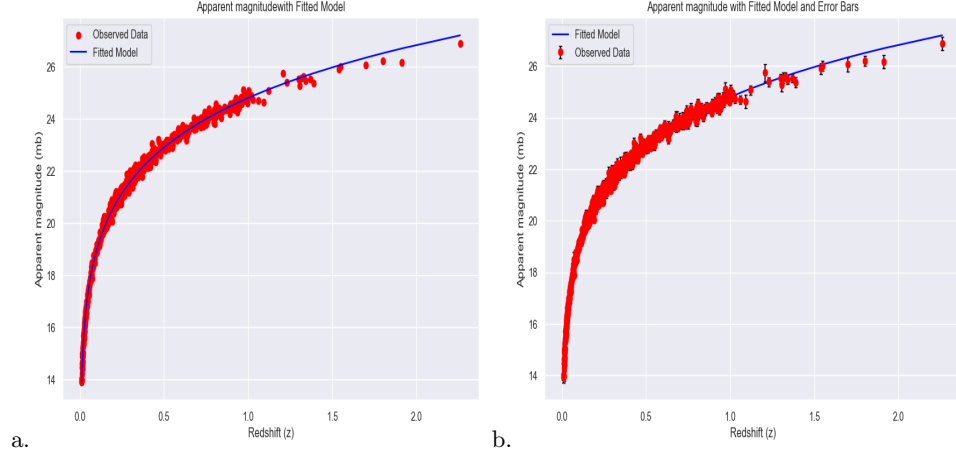 Apparent magnitudewith Fitted Model
Observed Data
Fitted Model
Apparent magnitude (mb)
26
24
22
20
18
16
14
0.0 0.5 1.0 1.5 2.0
Redshift (z)
a.
Apparent magnitude with Fitted Model and Error Bars
Fitted Model
Observed Data
Apparent magnitude (mb)
26
24
22
20
18
16
14
0.0 0.5 1.0 1.5 2.0
Redshift (z)
b.